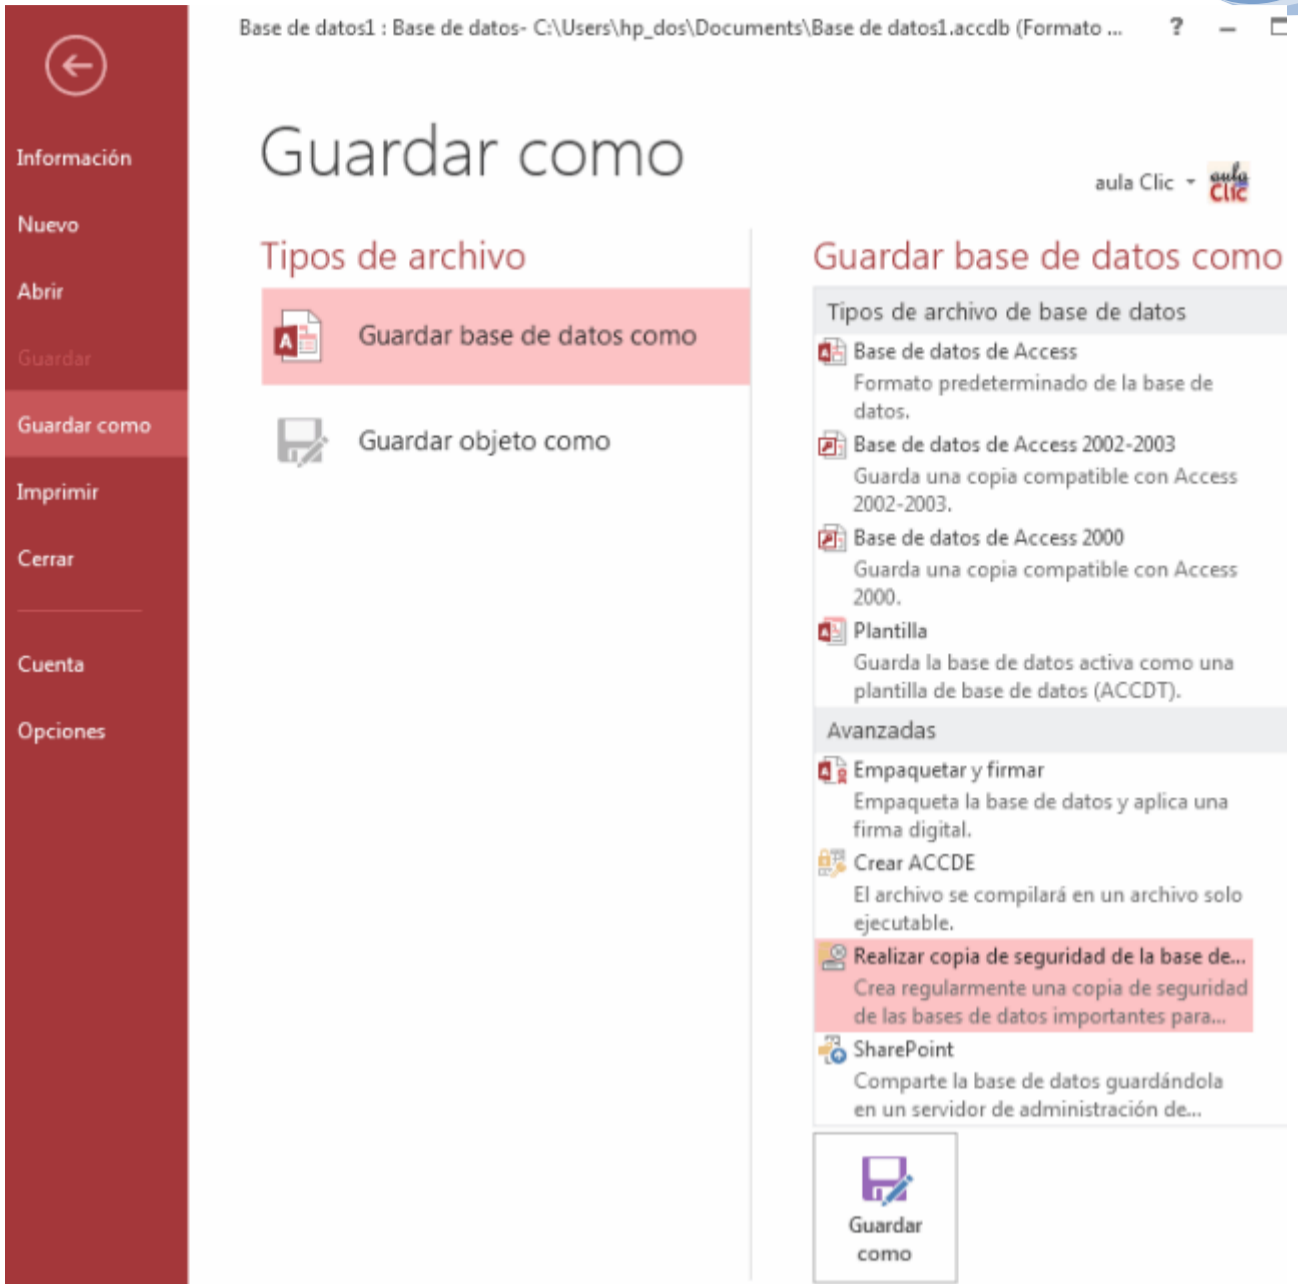 Base de datos1 : Base de datos- C:\Users\hp_dos\Documents\Base de datos1.accdb (Formato ... ?
Información
Nuevo
Abrir
Guardar
Guardar como
Imprimir
Cerrar
Cuenta
Opciones
Guardar como
aula Clic
aula
Clic
Tipos de archivo
Guardar base de datos como
Guardar objeto como
Guardar base de datos como
Tipos de archivo de base de datos
Base de datos de Access
Formato predeterminado de la base de
datos.
Base de datos de Access 2002-2003
Guarda una copia compatible con Access
2002-2003.
Base de datos de Access 2000
Guarda una copia compatible con Access
2000.
Plantilla
Guarda la base de datos activa como una
plantilla de base de datos (ACCDT).
Avanzadas
Empaquetar y firmar
Empaqueta la base de datos y aplica una
firma digital.
Crear ACCDE
El archivo se compilará en un archivo solo
ejecutable.
Realizar copia de seguridad de la base de...
Crea regularmente una copia de seguridad
de las bases de datos importantes para...
SharePoint
Comparte la base de datos guardándola
en un servidor de administración de...
Guardar
como